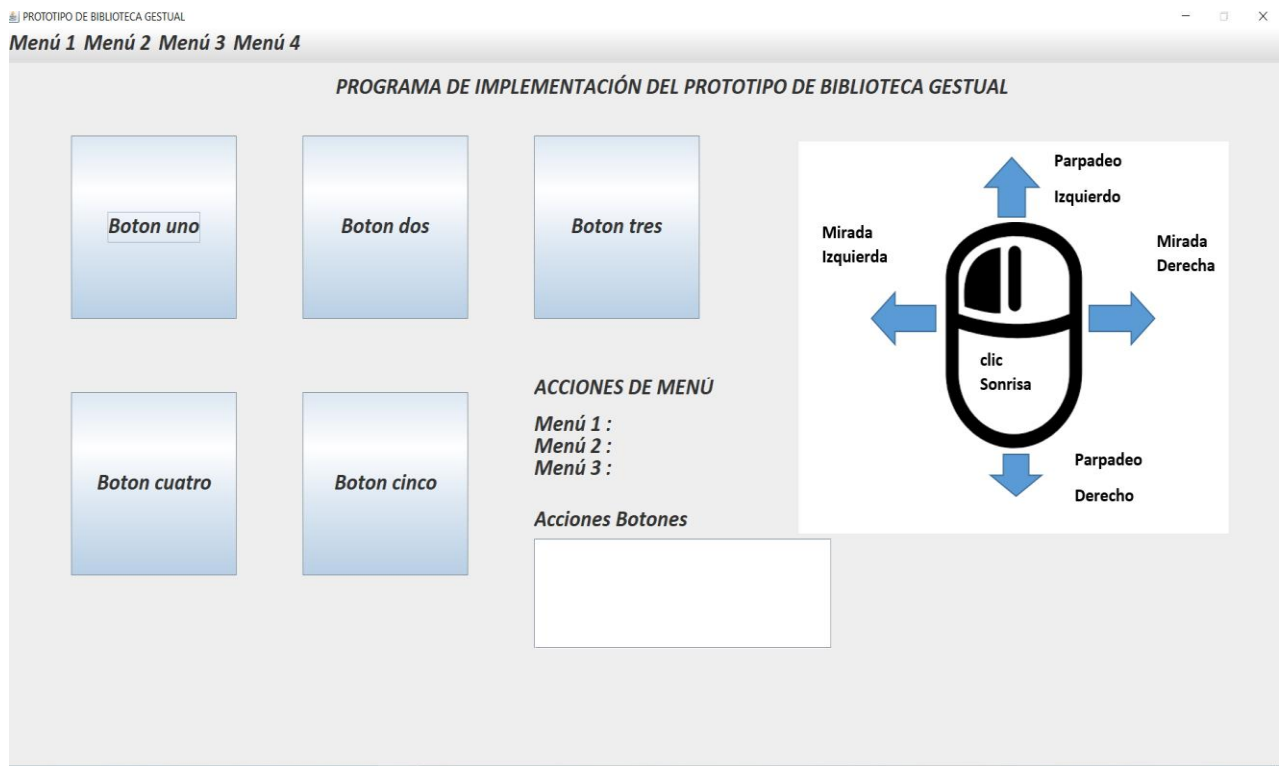 PROTOTIPO DE BIBLIOTECA GESTUAL
Menú 1 Menú 2 Menú 3 Menú 4
PROGRAMA DE IMPLEMENTACIÓN DEL PROTOTIPO DE BIBLIOTECA GESTUAL
Boton uno
Boton dos
Boton tres
Boton cuatro
Boton cinco
ACCIONES DE MENÚ
Menú 1 :
Menú 2 :
Menú 3 :
Acciones Botones
Parpadeo
Izquierdo
Mirada
Izquierda
Mirada
Derecha
clic
Sonrisa
Parpadeo
Derecho